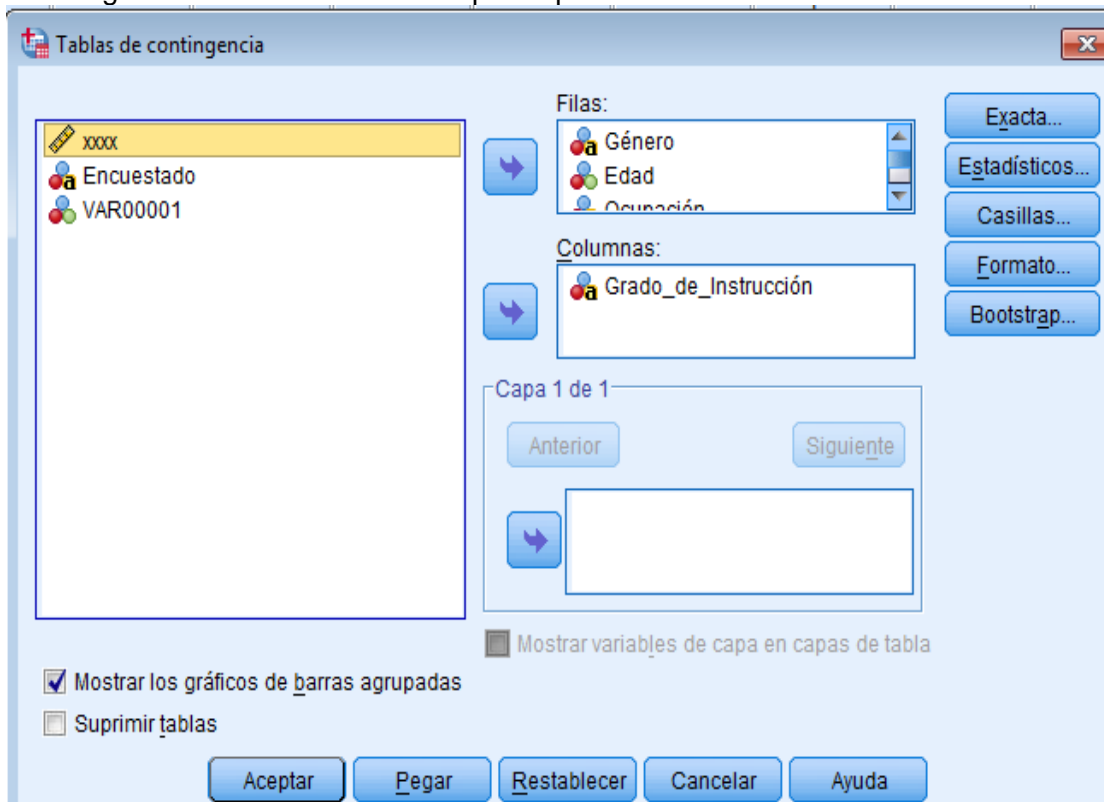 Tablas de contingencia
xxxx
Encuestado
VAR00001
Filas:
Género
Edad
Ocupación
Columnas:
Grado_de_Instrucción
Capa 1 de 1
Anterior
Siguiente
Mostrar variables de capa en capas de tabla
Exacta...
Estadísticos...
Casillas...
Formato...
Bootstrap...
Mostrar los gráficos de barras agrupadas
Suprimir tablas
Aceptar
Pegar
Restablecer
Cancelar
Ayuda